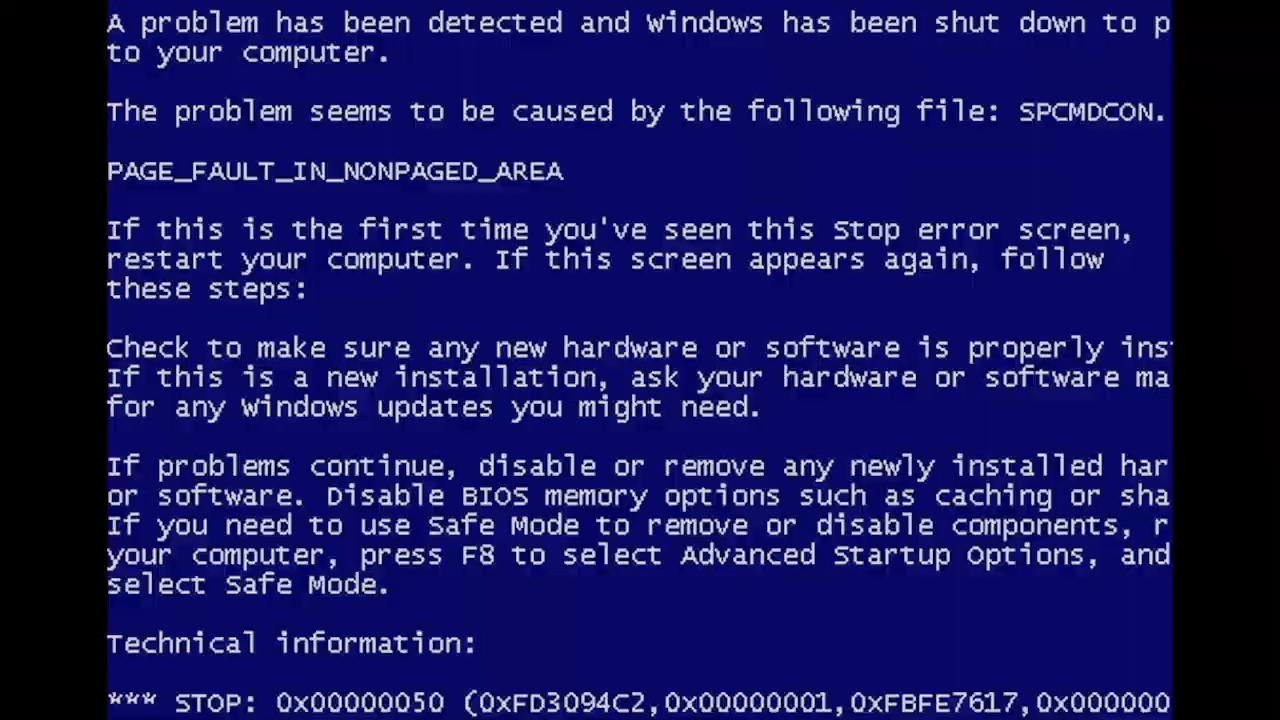 A problem has been detected and Windows has been shut down to p
to your computer.
The problem seems to be caused by the following file: SPCMDCON.
PAGE_FAULT_IN_NONPAGED_AREA
If this is the first time you've seen this Stop error screen,
restart your computer. If this screen appears again, follow
these steps:
Check to make sure any new hardware or software is properly ins
If this is a new installation, ask your hardware or software ma
for any Windows updates you might need.
If problems continue, disable or remove any newly installed har
or software. Disable BIOS memory options such as caching or sha
If you need to use Safe Mode to remove or disable components, r
your computer, press F8 to select Advanced Startup Options, and
select Safe Mode.
Technical information:
*** STOP: 0x00000050 (0xFD3094C2,0x00000001,0xFBFE7617,0x000000